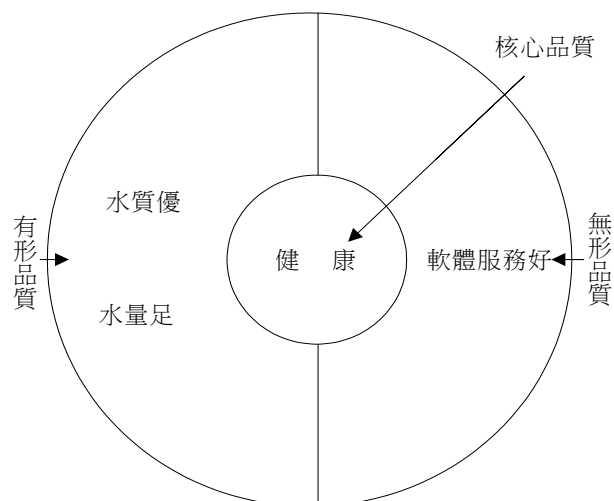 核心品質
水質優
有形品質
健 康
軟體服務好
無形品質
水量足